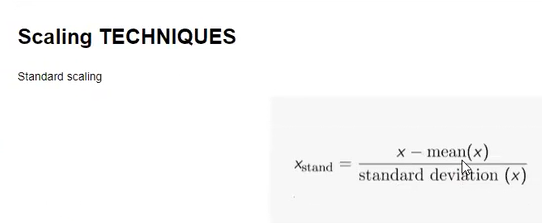 Scaling TECHNIQUES
Standard scaling
x_stand = (x − mean(x)) / (standard deviation (x))